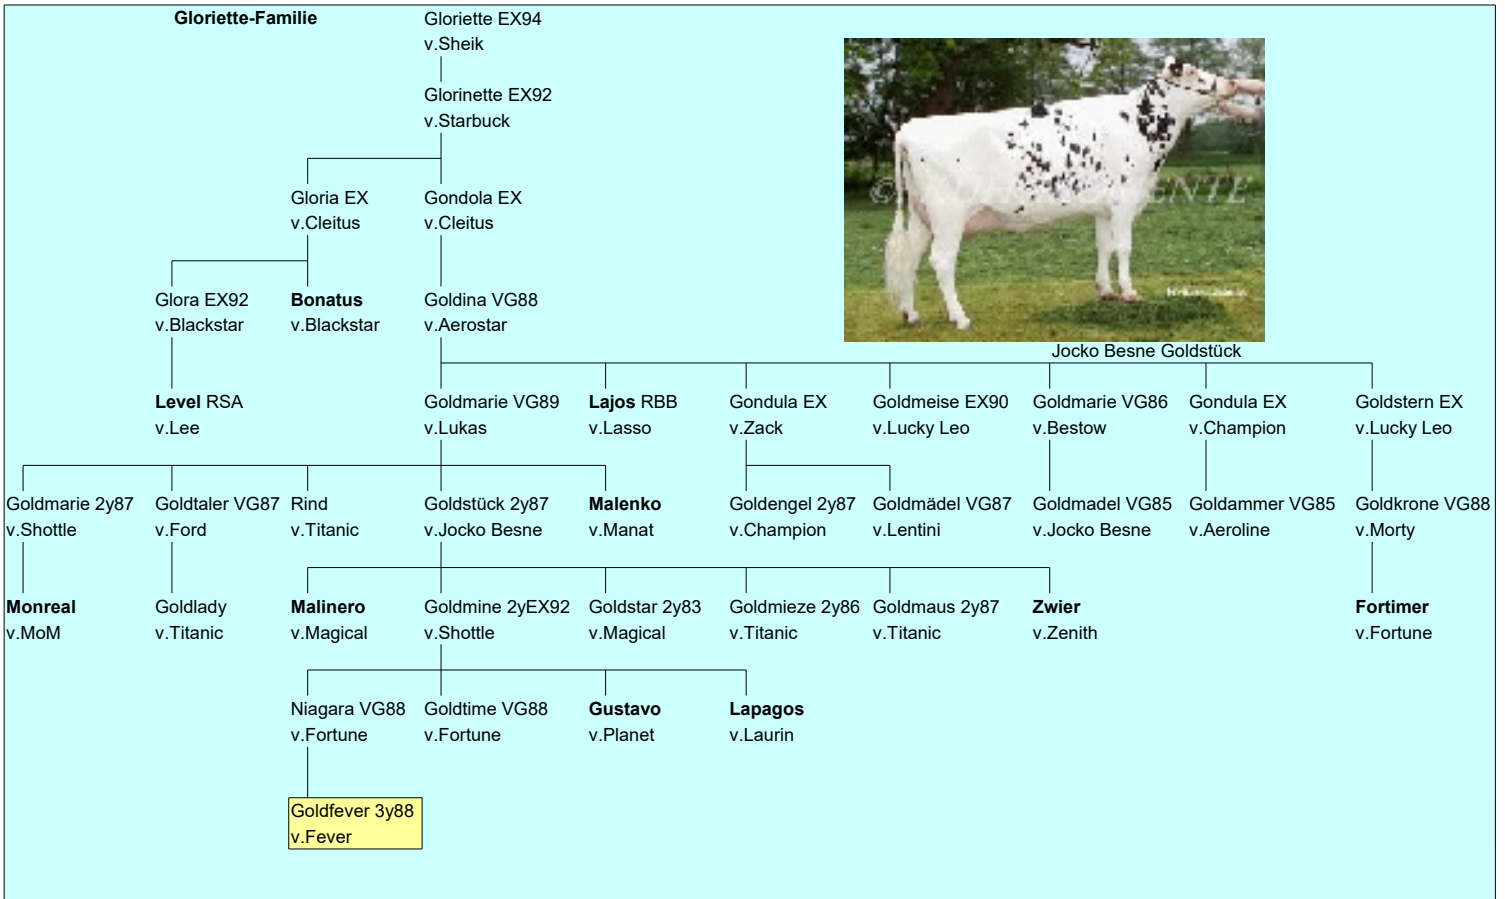 Gloriette-Familie
Gloriette EX94
v.Sheik
Glorinette EX92
v.Starbuck
Gloria EX
v.Cleitus
Gondola EX
v.Cleitus
Glora EX92
v.Blackstar
Bonatus
v.Blackstar
Goldina VG88
v.Aerostar
Jocko Besne Goldstück
Level RSA
v.Lee
Goldmarie VG89
v.Lukas
Lajos RBB
v.Lasso
Gondula EX
v.Zack
Goldmeise EX90
v.Lucky Leo
Goldmarie VG86
v.Bestow
Gondula EX
v.Champion
Goldstern EX
v.Lucky Leo
Goldmarie 2y87
v.Shottle
Goldtaler VG87
v.Ford
Rind
v.Titanic
Goldstück 2y87
v.Jocko Besne
Malenko
v.Manat
Goldengel 2y87
v.Champion
Goldmädel VG87
v.Lentini
Goldmadel VG85
v.Jocko Besne
Goldammer VG85
v.Aeroline
Goldkrone VG88
v.Morty
Monreal
v.MoM
Goldlady
v.Titanic
Malinero
v.Magical
Goldmine 2yEX92
v.Shottle
Goldstar 2y83
v.Magical
Goldmieze 2y86
v.Titanic
Goldmaus 2y87
v.Titanic
Zwier
v.Zenith
Fortimer
v.Fortune
Niagara VG88
v.Fortune
Goldtime VG88
v.Fortune
Gustavo
v.Planet
Lapagos
v.Laurin
Goldfever 3y88
v.Fever